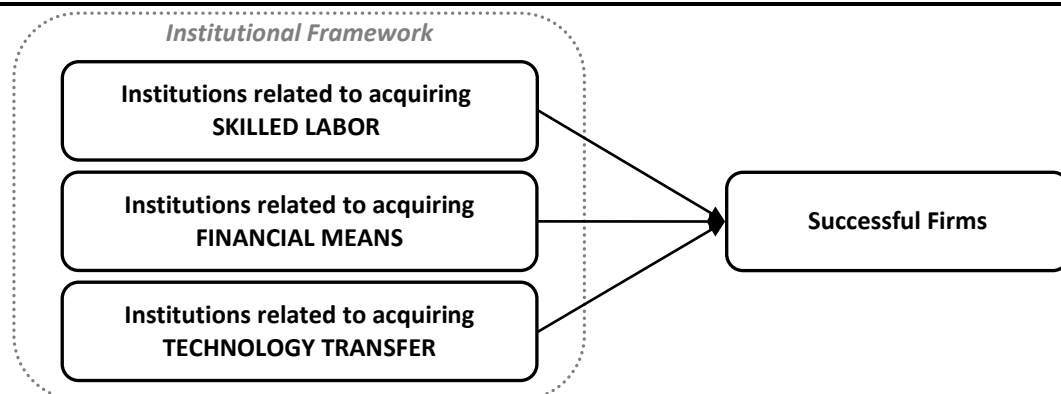 Institutional Framework
Institutions related to acquiring
SKILLED LABOR
Institutions related to acquiring
FINANCIAL MEANS
Successful Firms
Institutions related to acquiring
TECHNOLOGY TRANSFER